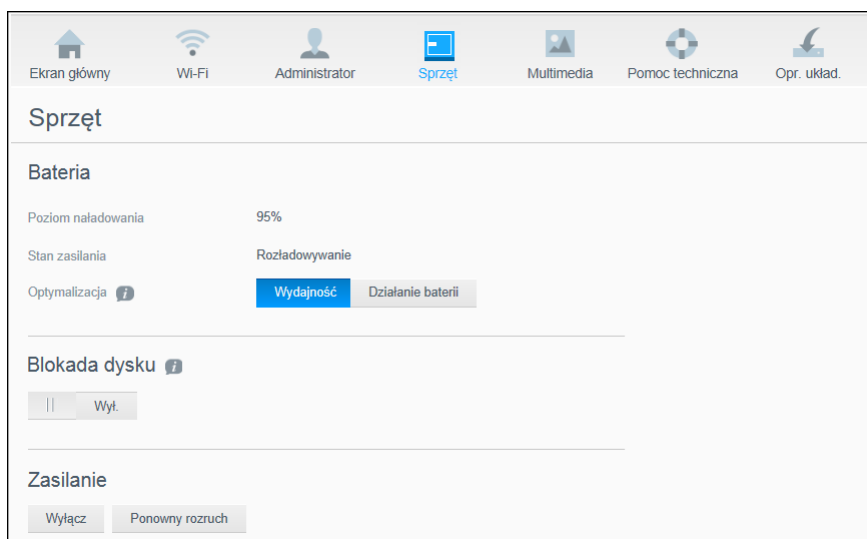 Ekran główny Wi-Fi Administrator Sprzęt Multimedia Pomoc techniczna Opr. układ.
Sprzęt
Bateria
Poziom naładowania 95%
Stan zasilania Rozładowywanie
Optymalizacja i Wydajność Działanie baterii
Blokada dysku i
Wył.
Zasilanie
Wyłącz Ponowny rozruch